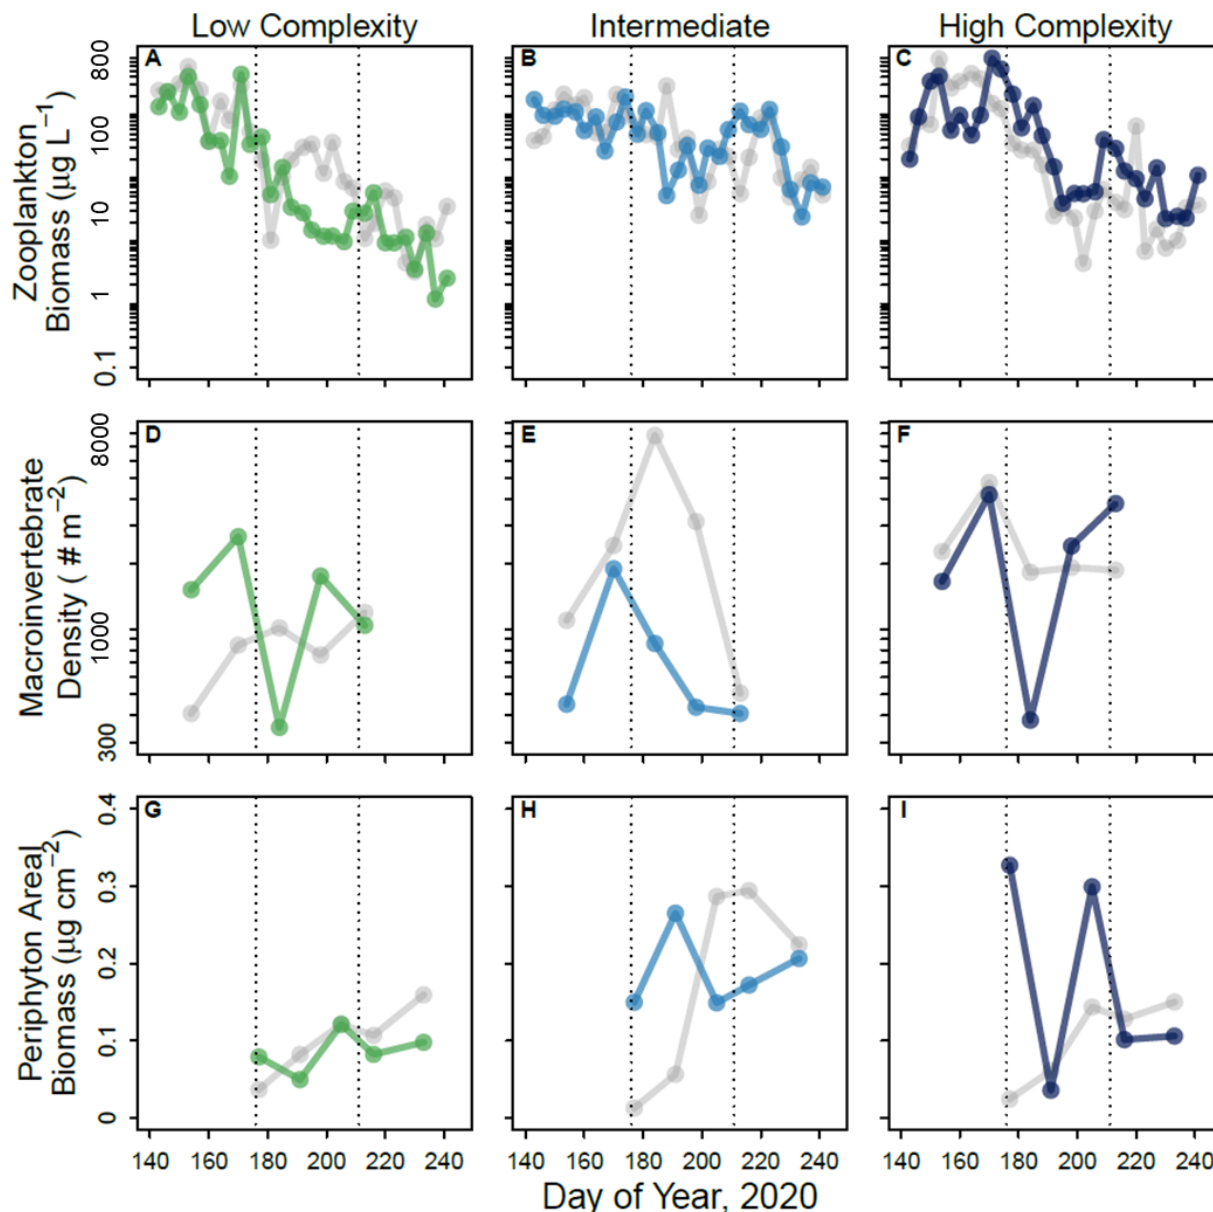 Low Complexity Intermediate High Complexity
A B C
Zooplankton
Biomass (μg L−1)
800
100
10
1
0.1
D E F
Macroinvertebrate
Density ( # m−2)
8000
1000
300
G H I
Periphyton Areal
Biomass (μg cm−2)
0.4
0.3
0.2
0.1
0
140 160 180 200 220 240 140 160 180 200 220 240 140 160 180 200 220 240
Day of Year, 2020